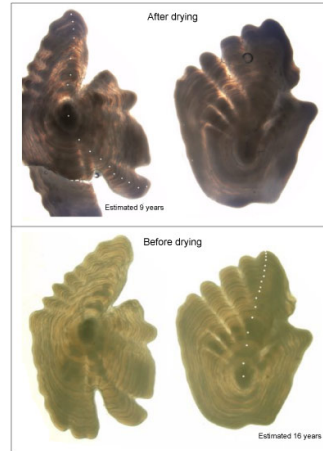 After drying
Estimated 9 years
Before drying
Estimated 16 years